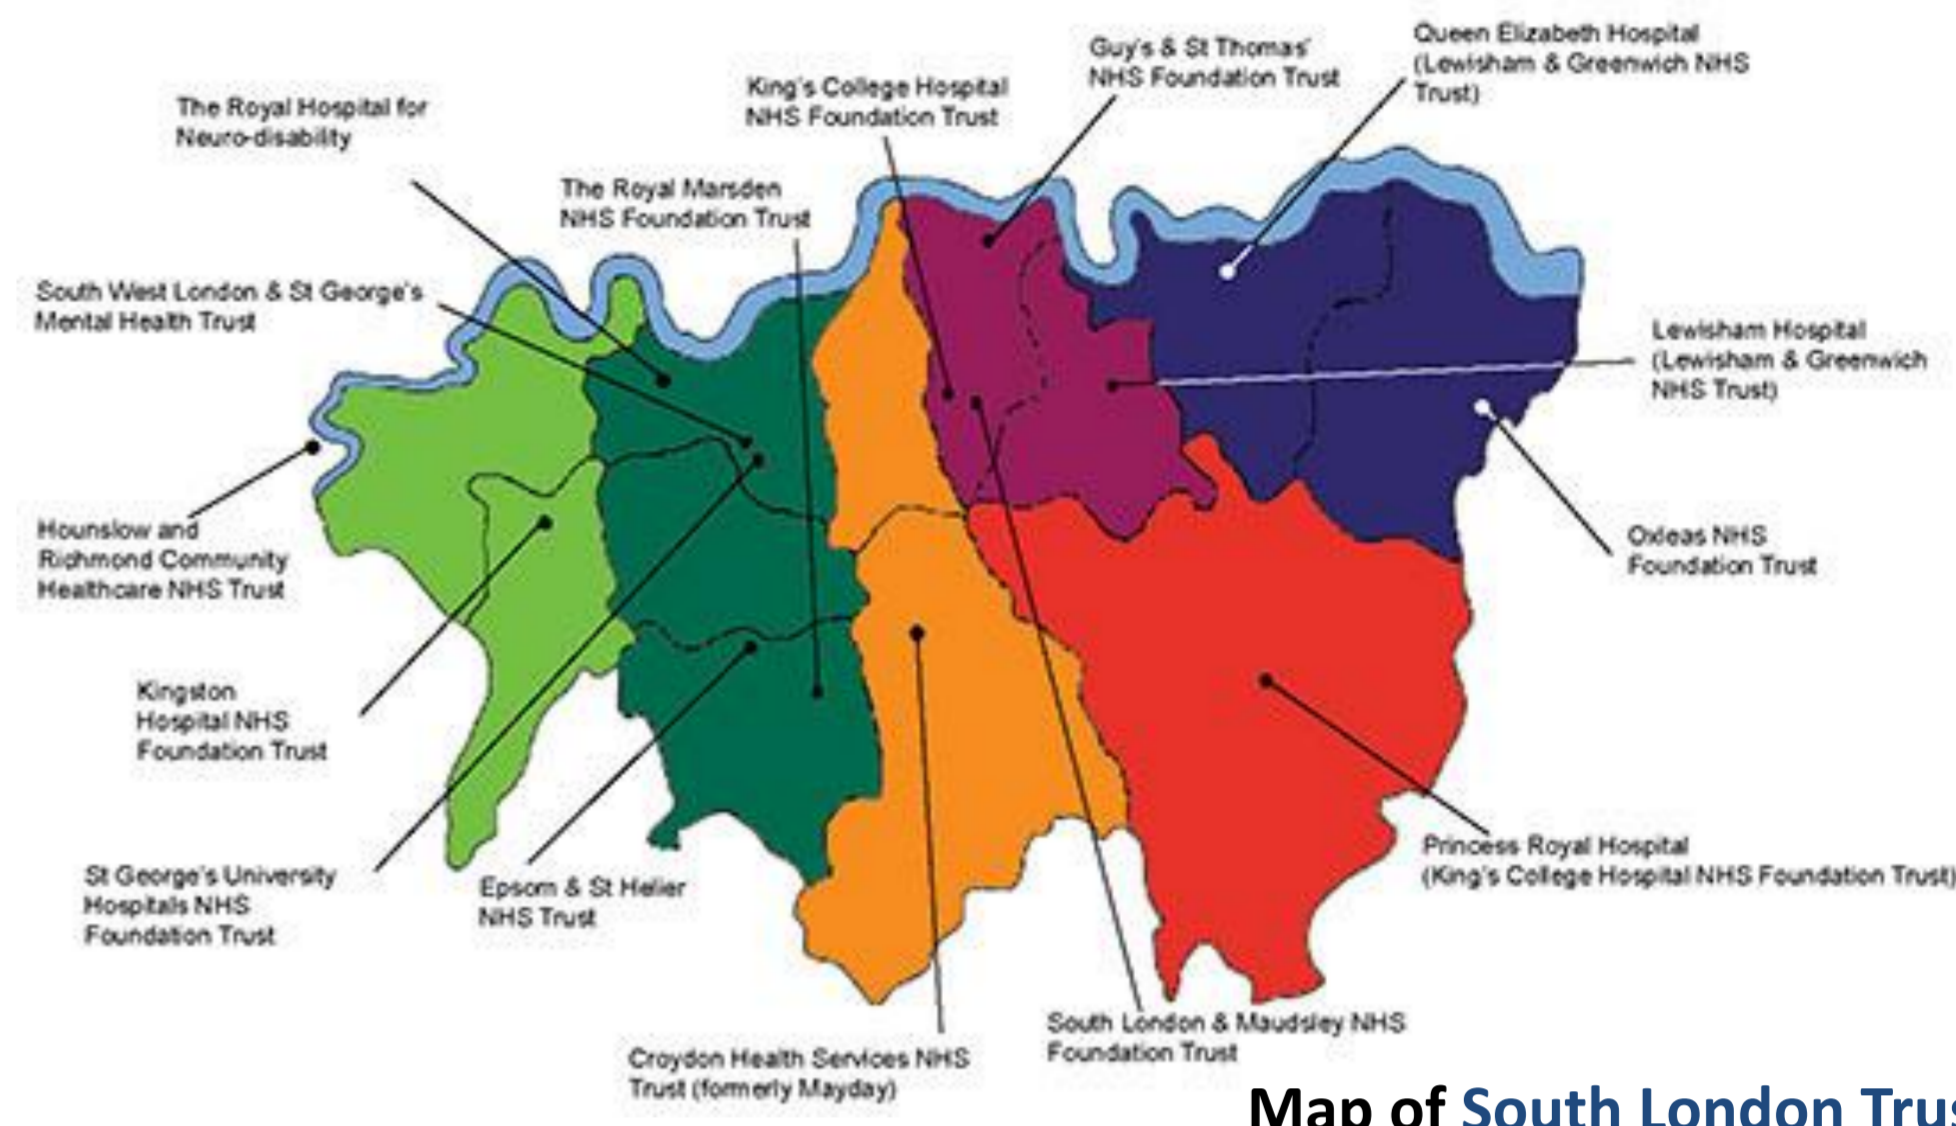 Queen Elizabeth Hospital
(Lewisham & Greenwich NHS
Trust)
Guy's & St Thomas'
NHS Foundation Trust
King's College Hospital
NHS Foundation Trust
The Royal Hospital for
Neuro-disability
The Royal Marsden
NHS Foundation Trust
South West London & St George's
Mental Health Trust
Lewisham Hospital
(Lewisham & Greenwich
NHS Trust)
Hounslow and
Richmond Community
Healthcare NHS Trust
Oxleas NHS
Foundation Trust
Kingston
Hospital NHS
Foundation Trust
Princess Royal Hospital
(King's College Hospital NHS Foundation Trust)
St George's University
Hospitals NHS
Foundation Trust
Epsom & St Helier
NHS Trust
South London & Maudsley NHS
Foundation Trust
Croydon Health Services NHS
Trust (formerly Mayday)
Map of South London Trus